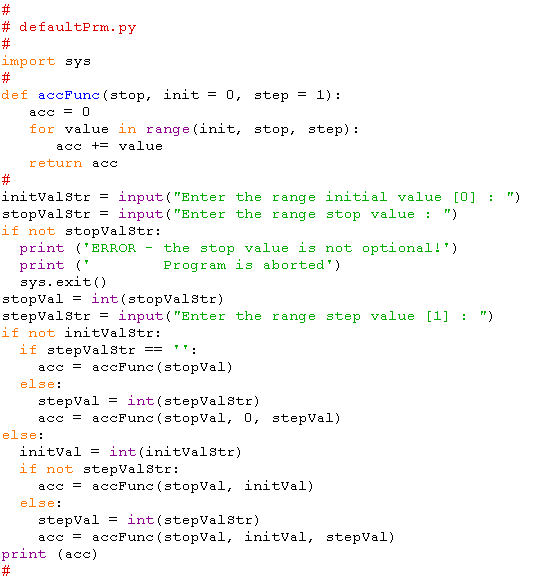 #
# defaultPrm.py
#
import sys
#
def accFunc(stop, init = 0, step = 1):
   acc = 0
   for value in range(init, stop, step):
      acc += value
   return acc
#
initValStr = input("Enter the range initial value [0] : ")
stopValStr = input("Enter the range stop value : ")
if not stopValStr:
  print ('ERROR - the stop value is not optional!')
  print ('        Program is aborted')
  sys.exit()
stopVal = int(stopValStr)
stepValStr = input("Enter the range step value [1] : ")
if not initValStr:
  if stepValStr == '':
    acc = accFunc(stopVal)
  else:
    stepVal = int(stepValStr)
    acc = accFunc(stopVal, 0, stepVal)
else:
  initVal = int(initValStr)
  if not stepValStr:
    acc = accFunc(stopVal, initVal)
  else:
    stepVal = int(stepValStr)
    acc = accFunc(stopVal, initVal, stepVal)
print (acc)
#